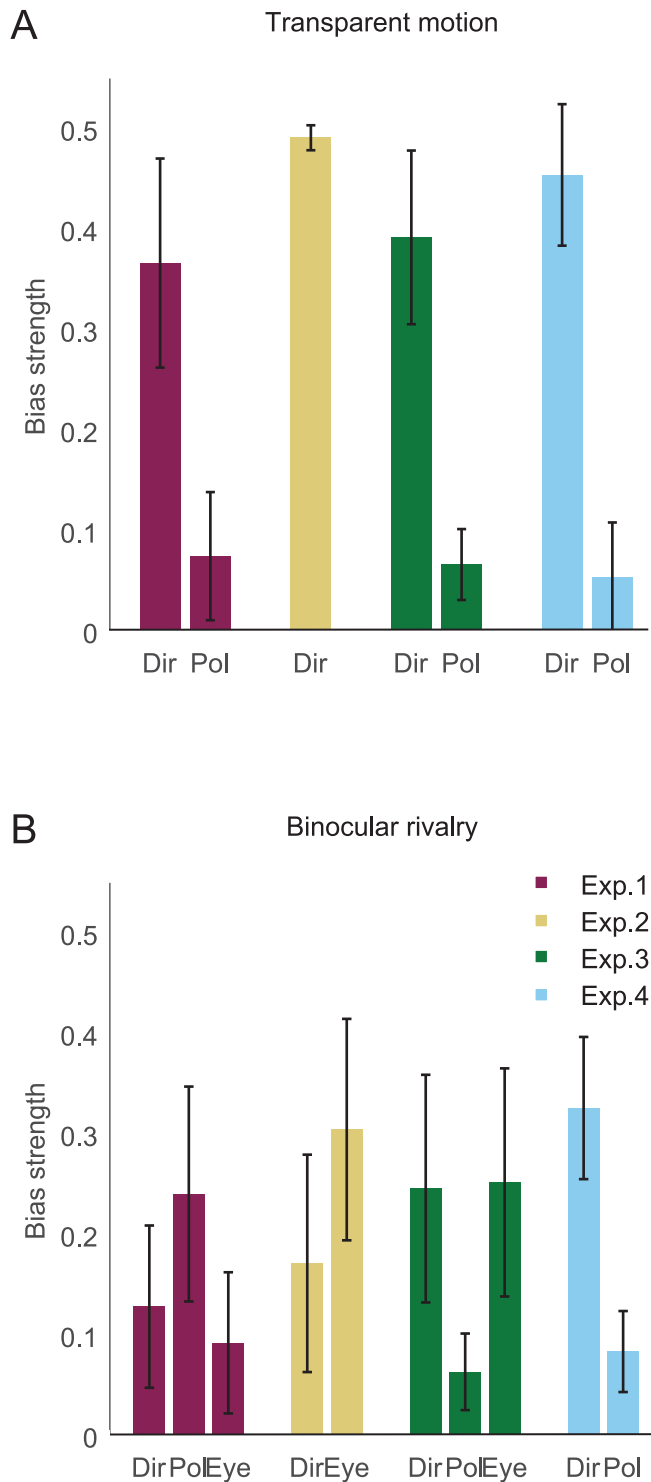 A
Transparent motion
Bias strength
0.5
0.4
0.3
0.2
0.1
0
Dir Pol
Dir
Dir Pol
Dir Pol
B
Binocular rivalry
Exp.1
Exp.2
Exp.3
Exp.4
Bias strength
0.5
0.4
0.3
0.2
0.1
0
Dir Pol Eye
Dir Eye
Dir Pol Eye
Dir Pol